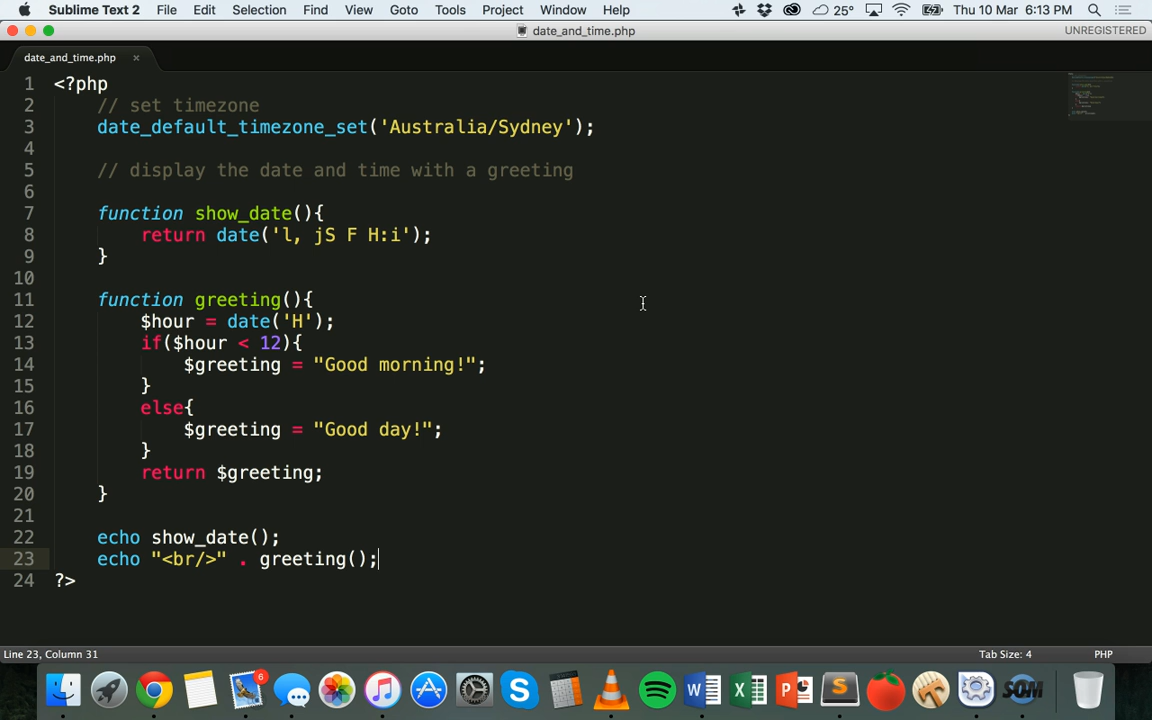 Sublime Text 2 File Edit Selection Find View Goto Tools Project Window Help 25° Thu 10 Mar 6:13 PM
date_and_time.php UNREGISTERED
date_and_time.php ×
1 <?php
2 // set timezone
3 date_default_timezone_set('Australia/Sydney');
4
5 // display the date and time with a greeting
6
7 function show_date(){
8 return date('l, jS F H:i');
9 }
10
11 function greeting(){
12 $hour = date('H');
13 if($hour < 12){
14 $greeting = "Good morning!";
15 }
16 else{
17 $greeting = "Good day!";
18 }
19 return $greeting;
20 }
21
22 echo show_date();
23 echo "<br/>" . greeting();
24 ?>
Line 23, Column 31 Tab Size: 4 PHP
6
S W X P S SOM